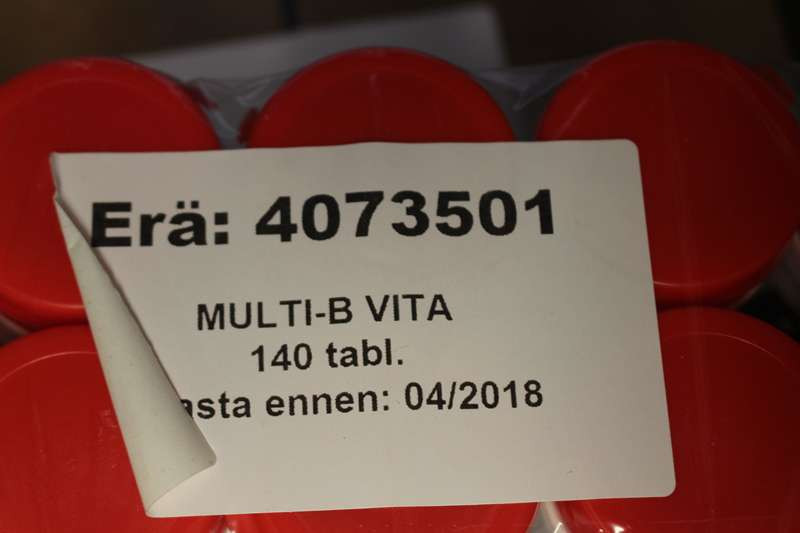 Erä: 4073501
MULTI-B VITA
140 tabl.
ennen: 04/2018